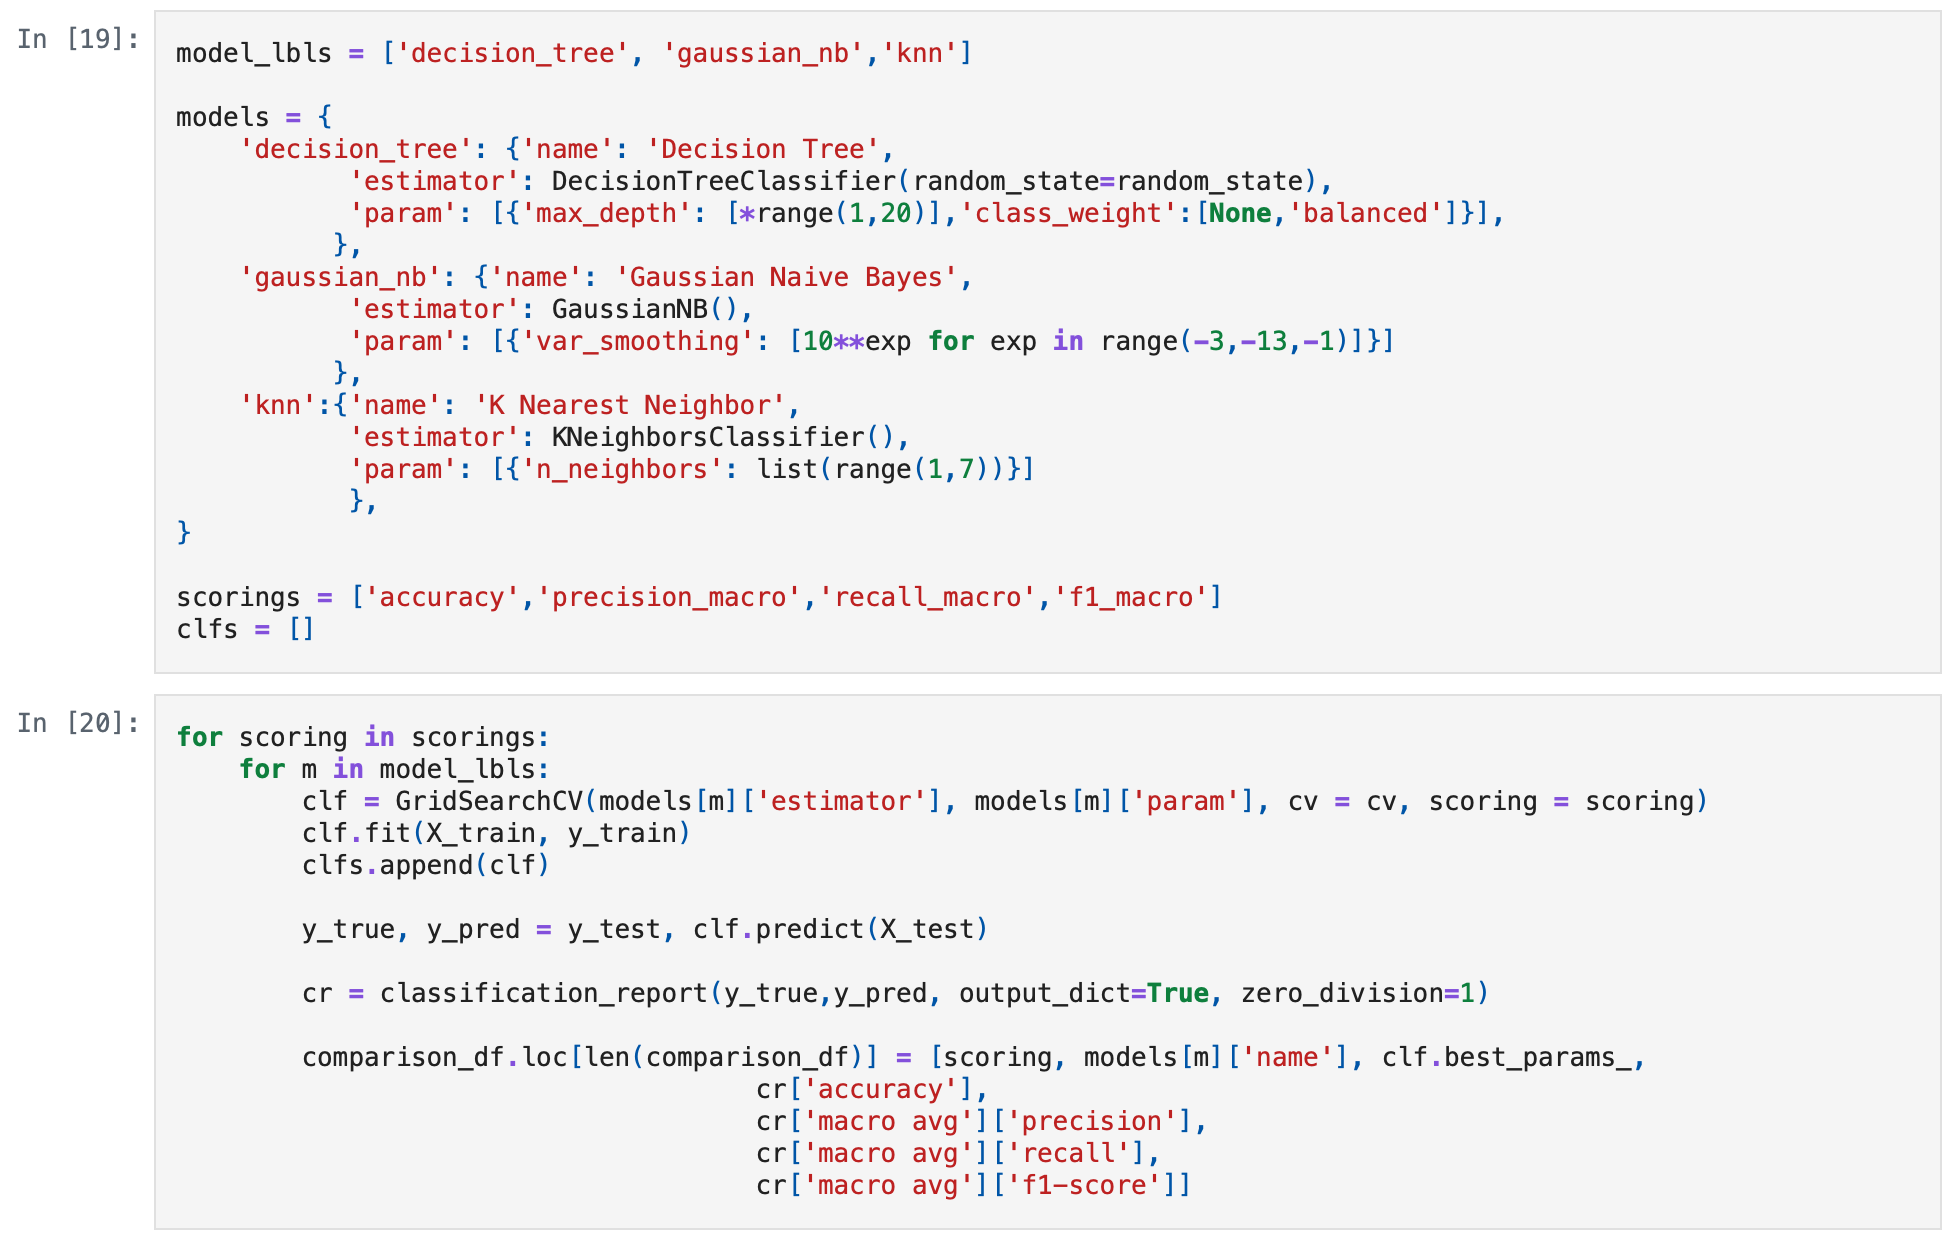 In [19]:
model_lbls = ['decision_tree', 'gaussian_nb','knn']
models = {
    'decision_tree': {'name': 'Decision Tree',
           'estimator': DecisionTreeClassifier(random_state=random_state),
           'param': [{'max_depth': [*range(1,20)],'class_weight':[None,'balanced']}],
          },
    'gaussian_nb': {'name': 'Gaussian Naive Bayes',
           'estimator': GaussianNB(),
           'param': [{'var_smoothing': [10**exp for exp in range(-3,-13,-1)]}]
          },
    'knn':{'name': 'K Nearest Neighbor',
           'estimator': KNeighborsClassifier(),
           'param': [{'n_neighbors': list(range(1,7))}]
           },
}
scorings = ['accuracy','precision_macro','recall_macro','f1_macro']
clfs = []
In [20]:
for scoring in scorings:
    for m in model_lbls:
        clf = GridSearchCV(models[m]['estimator'], models[m]['param'], cv = cv, scoring = scoring)
        clf.fit(X_train, y_train)
        clfs.append(clf)
        y_true, y_pred = y_test, clf.predict(X_test)
        cr = classification_report(y_true,y_pred, output_dict=True, zero_division=1)
        comparison_df.loc[len(comparison_df)] = [scoring, models[m]['name'], clf.best_params_,
                                     cr['accuracy'],
                                     cr['macro avg']['precision'],
                                     cr['macro avg']['recall'],
                                     cr['macro avg']['f1-score']]